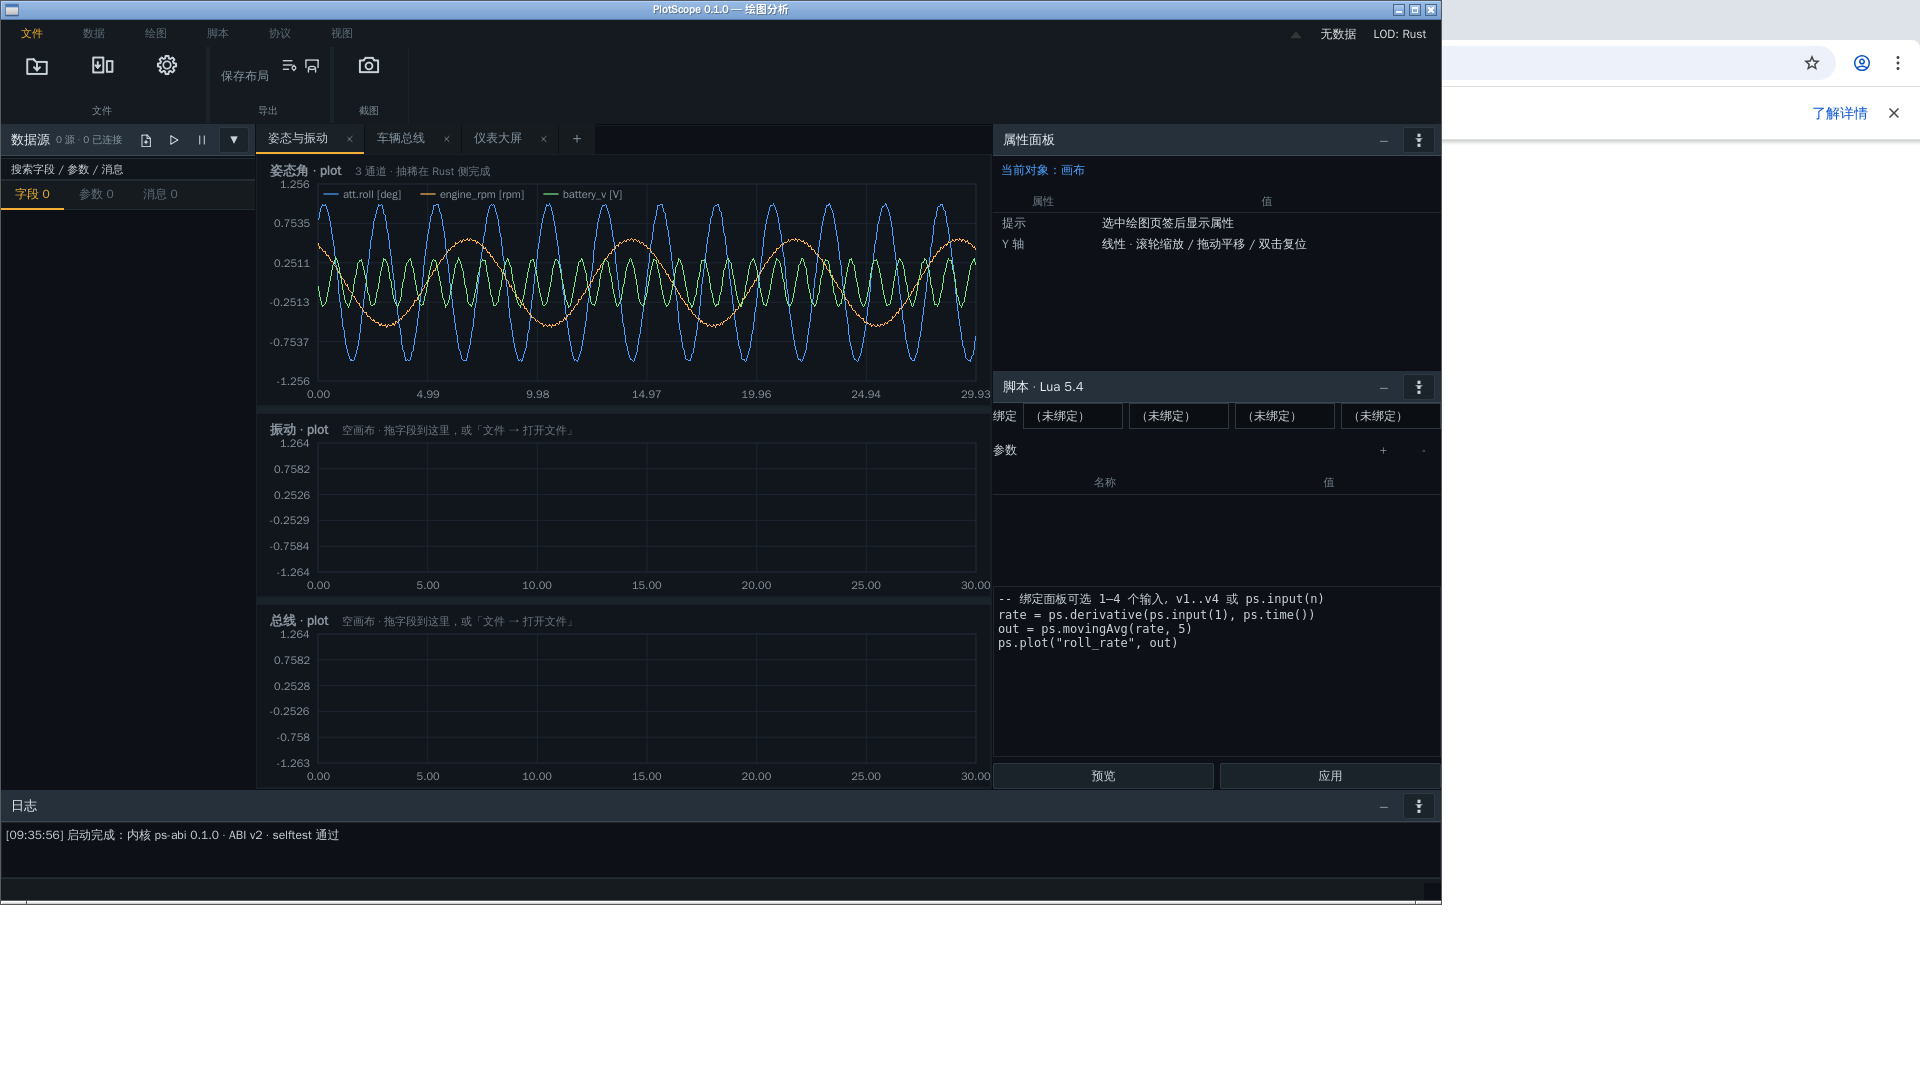 PlotScope 0.1.0 — 绘图分析
文件 数据 绘图 脚本 协议 视图
无数据 LOD: Rust
保存布局
文件 导出 截图
了解详情
数据源 0 源 · 0 已连接
搜索字段 / 参数 / 消息
字段 0 参数 0 消息 0
姿态与振动 × 车辆总线 × 仪表大屏 × +
姿态角 · plot 3 通道 · 抽稀在 Rust 侧完成
att.roll [deg] engine_rpm [rpm] battery_v [V]
1.256
0.7535
0.2511
-0.2513
-0.7537
-1.256
0.00 4.99 9.98 14.97 19.96 24.94 29.93
振动 · plot 空画布 · 拖字段到这里，或「文件 → 打开文件」
1.264
0.7582
0.2526
-0.2529
-0.7584
-1.264
0.00 5.00 10.00 15.00 20.00 25.00 30.00
总线 · plot 空画布 · 拖字段到这里，或「文件 → 打开文件」
1.264
0.7582
0.2528
-0.2526
-0.758
-1.263
0.00 5.00 10.00 15.00 20.00 25.00 30.00
属性面板
当前对象：画布
属性 值
提示 选中绘图页签后显示属性
Y 轴 线性 · 滚轮缩放 / 拖动平移 / 双击复位
脚本 · Lua 5.4
绑定 （未绑定） （未绑定） （未绑定） （未绑定）
参数 + -
名称 值
-- 绑定面板可选 1–4 个输入，v1..v4 或 ps.input(n)
rate = ps.derivative(ps.input(1), ps.time())
out = ps.movingAvg(rate, 5)
ps.plot("roll_rate", out)
预览 应用
日志
[09:35:56] 启动完成：内核 ps-abi 0.1.0 · ABI v2 · selftest 通过